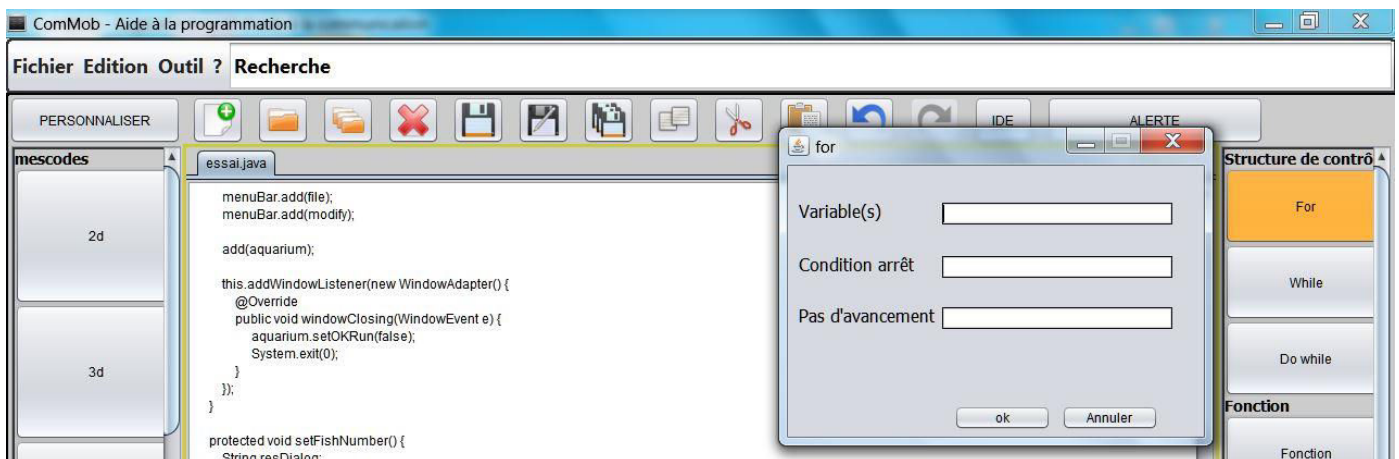 ComMob - Aide à la programmation
Fichier Edition Outil ? Recherche
PERSONNALISER
IDE
ALERTE
mescodes
2d
3d
essai.java
menuBar.add(file);
menuBar.add(modify);
add(aquarium);
this.addWindowListener(new WindowAdapter() {
@Override
public void windowClosing(WindowEvent e) {
aquarium.setOKRun(false);
System.exit(0);
}
});
}
protected void setFishNumber() {
String resDialog;
for
Variable(s)
Condition arrêt
Pas d'avancement
ok
Annuler
Structure de contrô
For
While
Do while
Fonction
Fonction